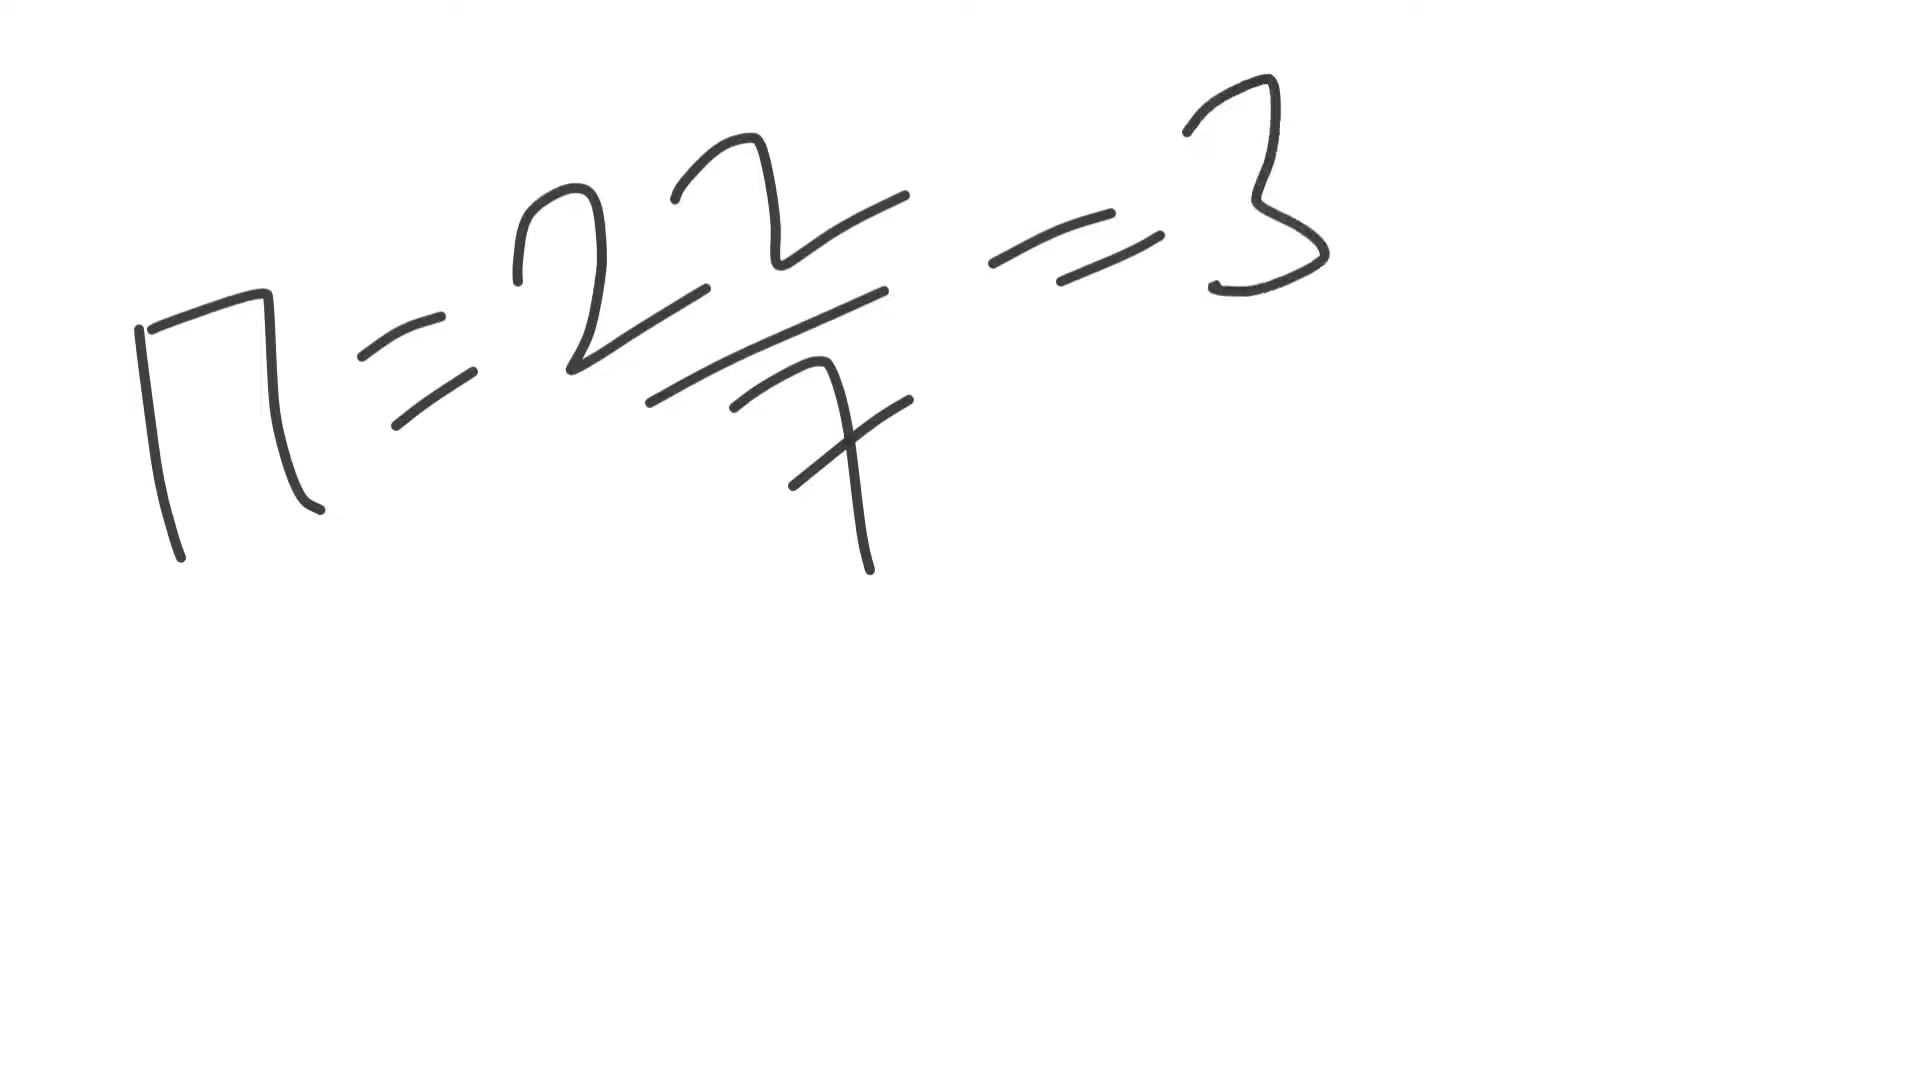 π = 22/7 = 3